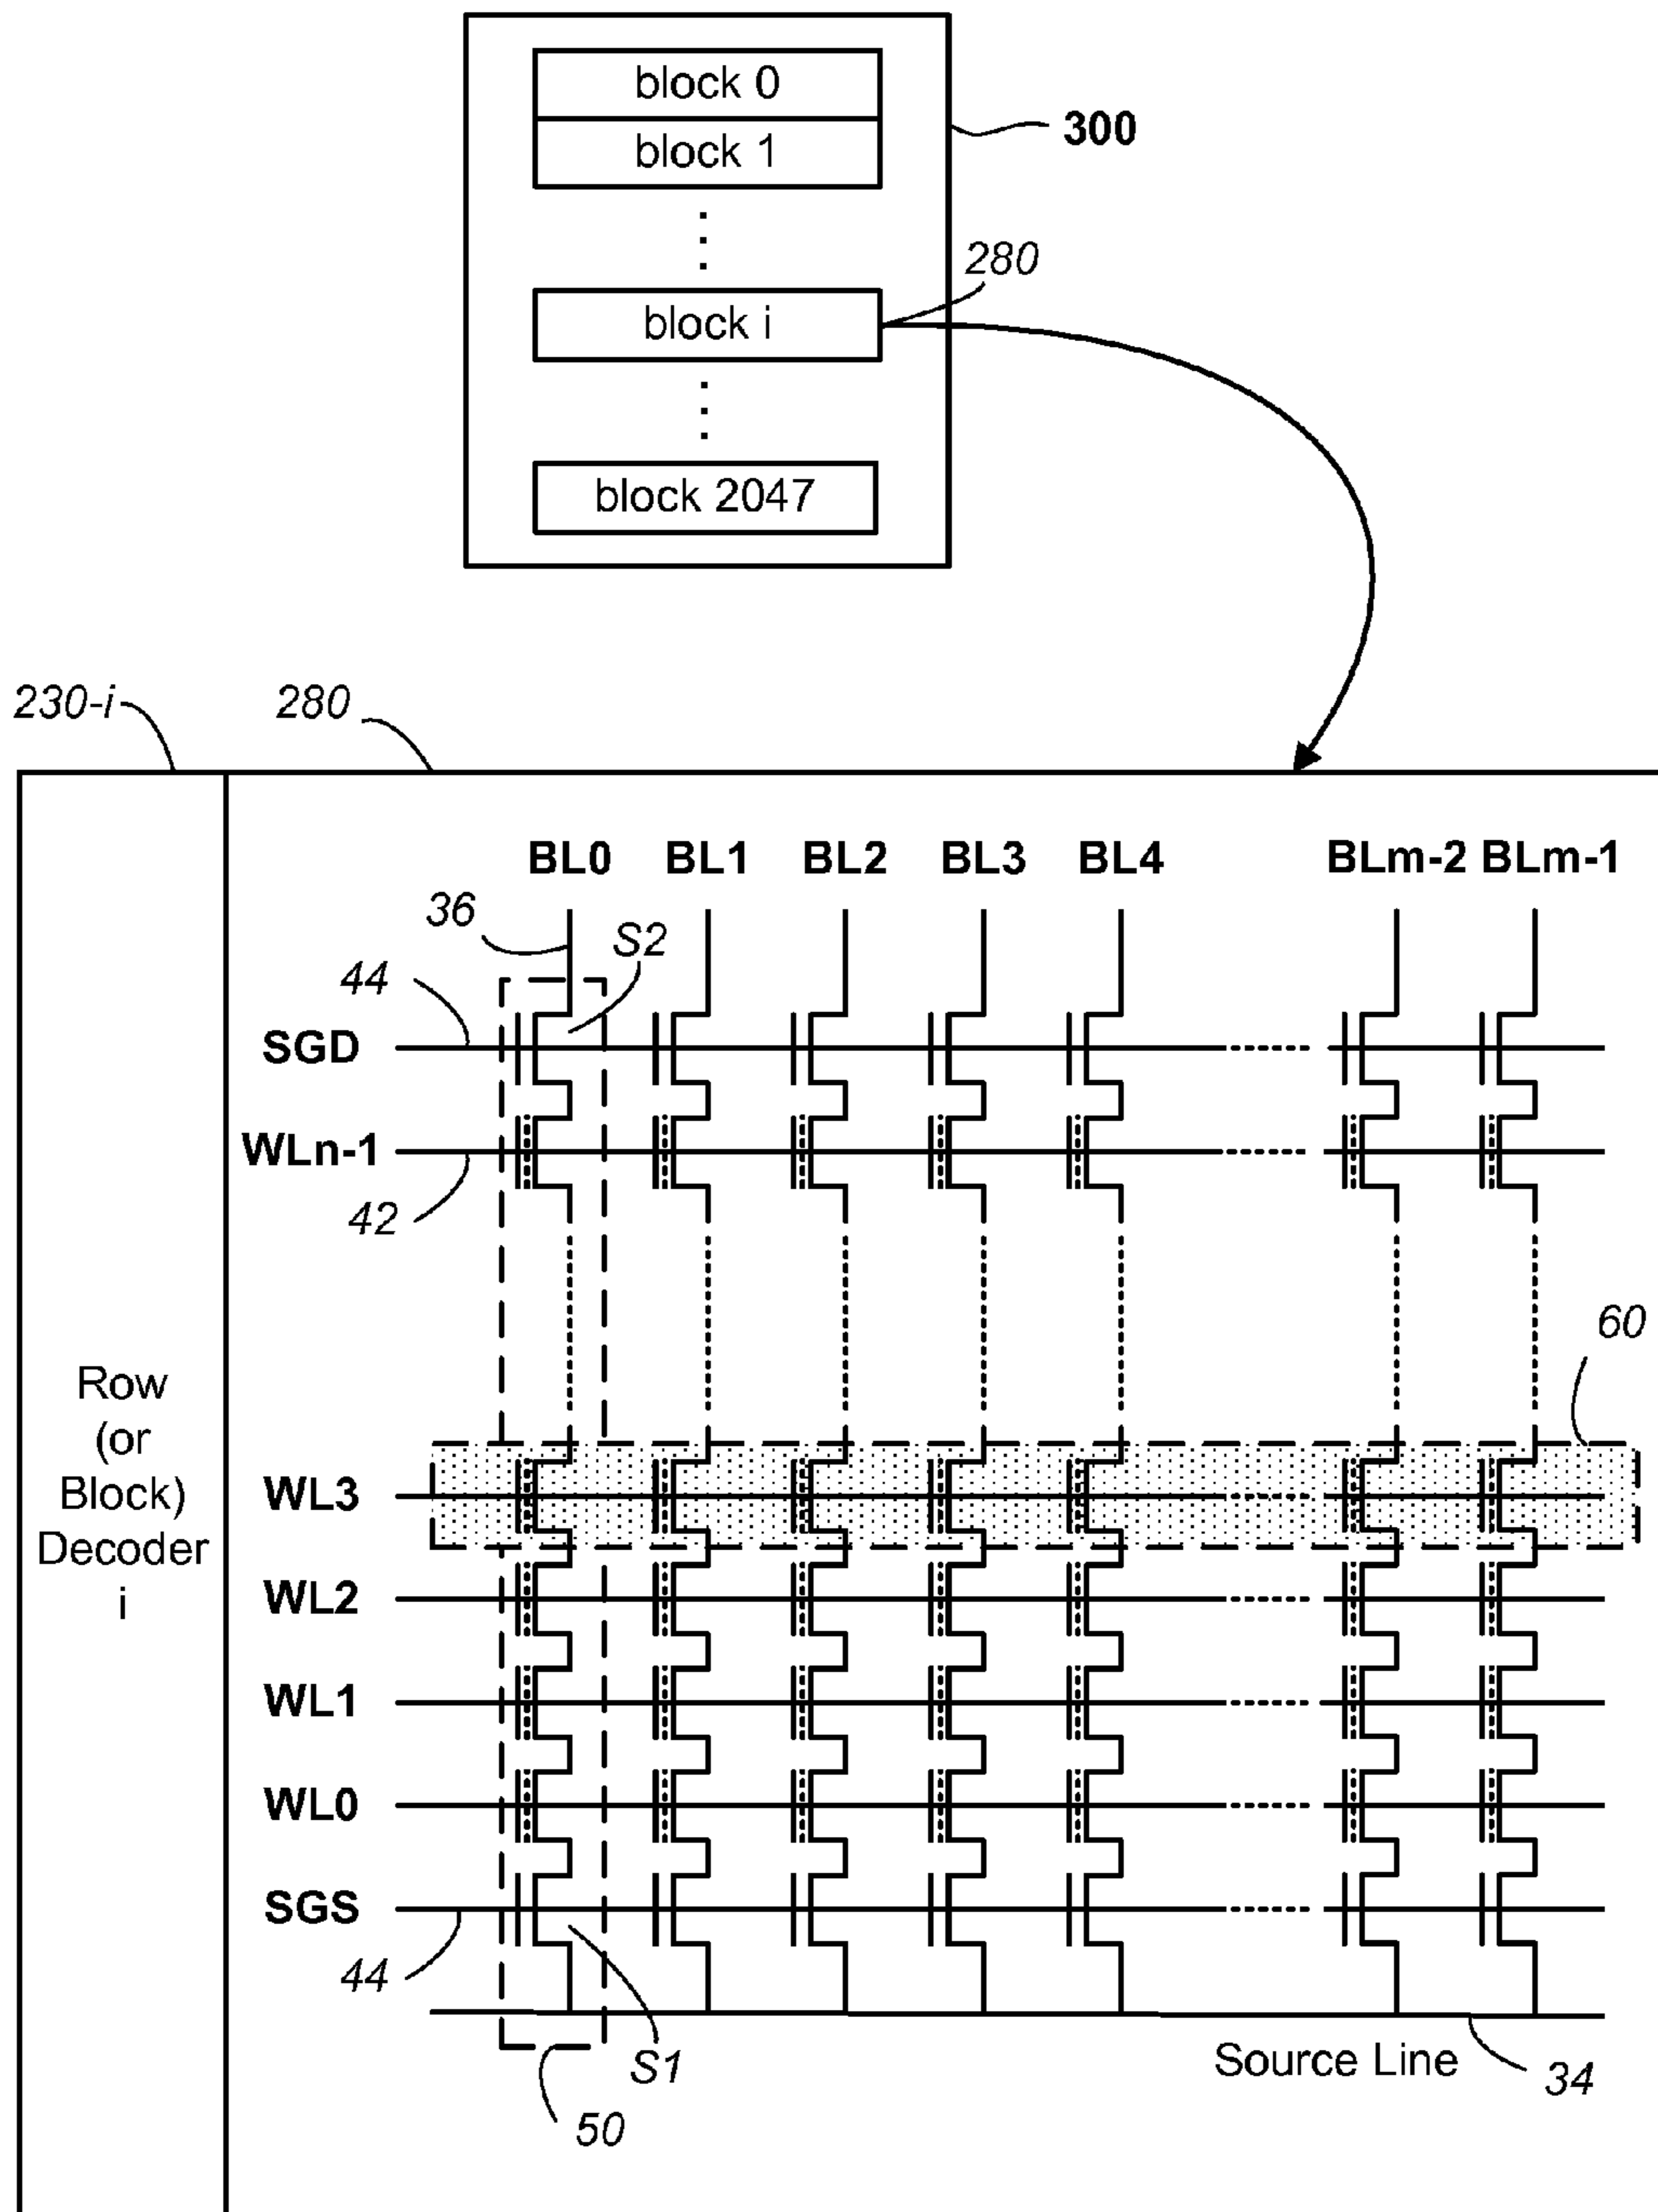 block 0
block 1
300
280
block i
block 2047
230-i
280
BL0 BL1 BL2 BL3 BL4 BLm-2 BLm-1
36
S2
44
SGD
WLn-1
42
60
Row
(or
Block)
Decoder
i
WL3
WL2
WL1
WL0
SGS
44
S1
Source Line
34
50